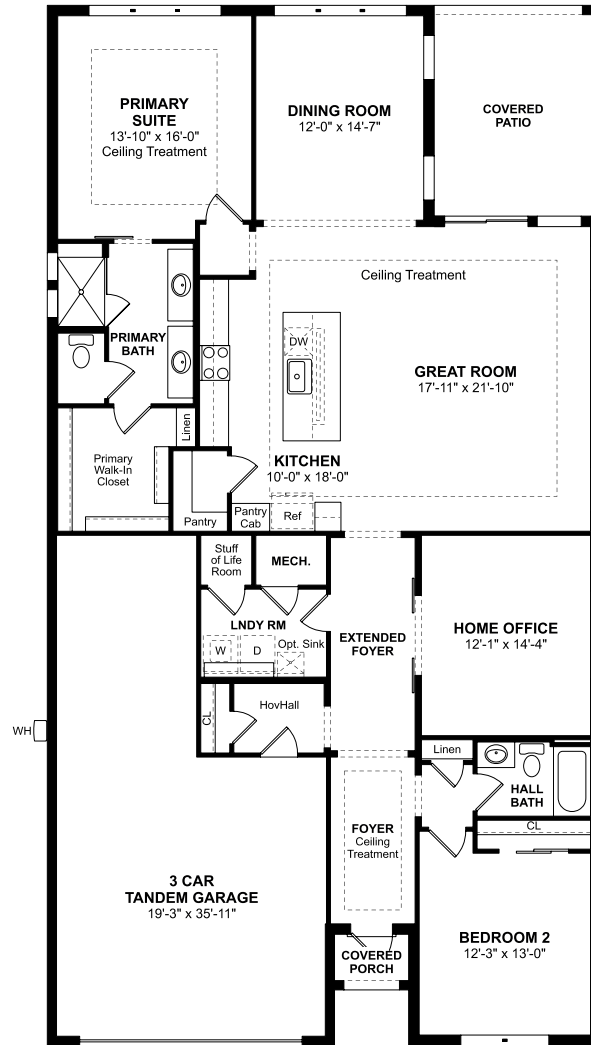 PRIMARY
SUITE
13'-10" x 16'-0"
Ceiling Treatment
DINING ROOM
12'-0" x 14'-7"
COVERED
PATIO
Ceiling Treatment
PRIMARY
BATH
DW
GREAT ROOM
17'-11" x 21'-10"
Linen
Primary
Walk-In
Closet
KITCHEN
10'-0" x 18'-0"
Pantry
Pantry
Cab
Ref
Stuff
of Life
Room
MECH.
LNDY RM
W
D
Opt. Sink
EXTENDED
FOYER
HOME OFFICE
12'-1" x 14'-4"
CL
HovHall
WH
Linen
HALL
BATH
CL
FOYER
Ceiling
Treatment
3 CAR
TANDEM GARAGE
19'-3" x 35'-11"
COVERED
PORCH
BEDROOM 2
12'-3" x 13'-0"